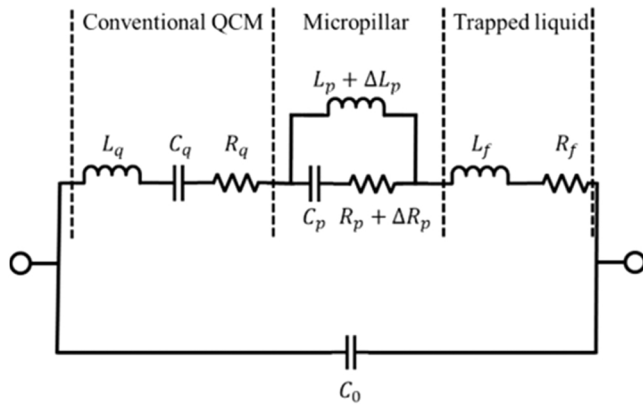 Conventional QCM Micropillar Trapped liquid
L_p + ΔL_p
L_q C_q R_q L_f R_f
C_p R_p + ΔR_p
C_0